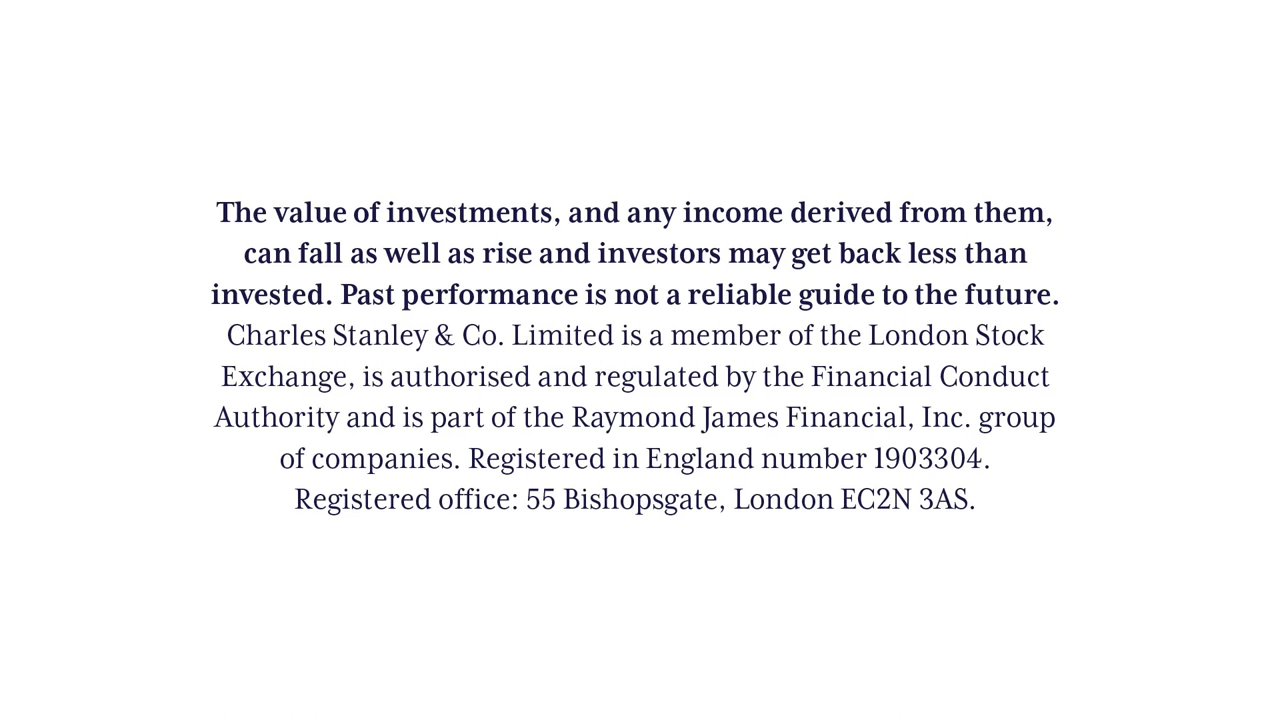 The value of investments, and any income derived from them,
can fall as well as rise and investors may get back less than
invested. Past performance is not a reliable guide to the future.
Charles Stanley & Co. Limited is a member of the London Stock
Exchange, is authorised and regulated by the Financial Conduct
Authority and is part of the Raymond James Financial, Inc. group
of companies. Registered in England number 1903304.
Registered office: 55 Bishopsgate, London EC2N 3AS.